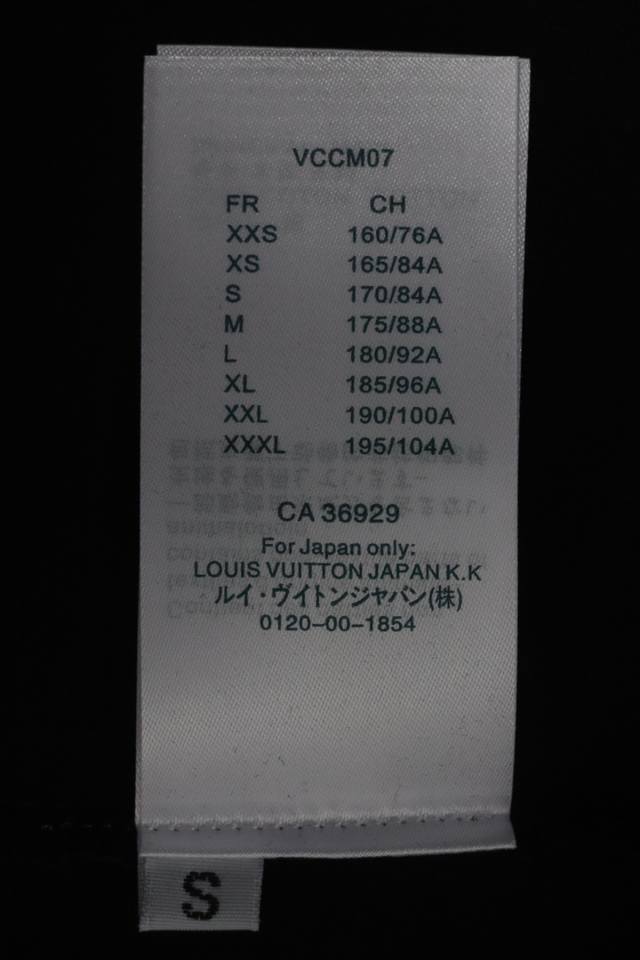 VCCM07
FR CH
XXS 160/76A
XS 165/84A
S 170/84A
M 175/88A
L 180/92A
XL 185/96A
XXL 190/100A
XXXL 195/104A
CA 36929
For Japan only:
LOUIS VUITTON JAPAN K.K
ルイ・ヴィトンジャパン(株)
0120-00-1854
S